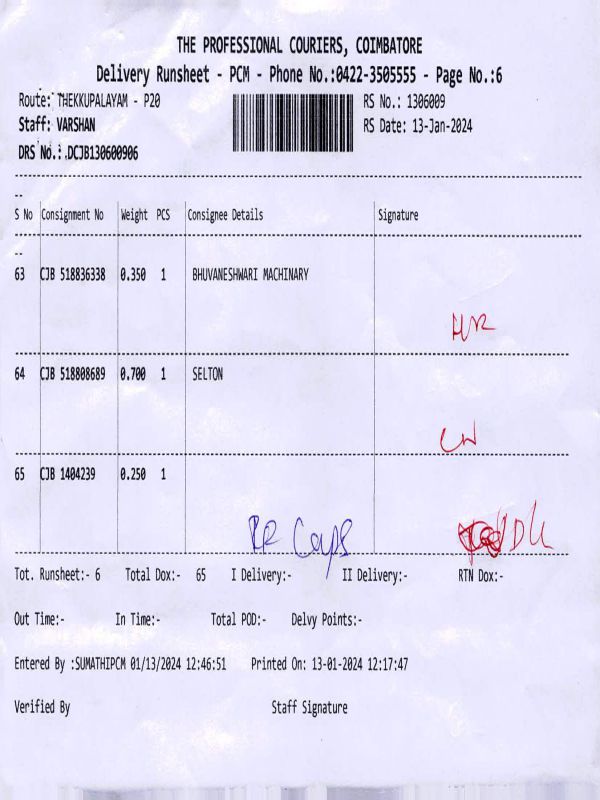 THE PROFESSIONAL COURIERS, COIMBATORE
Delivery Runsheet - PCM - Phone No.:0422-3505555 - Page No.:6
Route: THEKKUPALAYAM - P20 RS No.: 1306009
Staff: VARSHAN RS Date: 13-Jan-2024
DRS No.: DCJB130600906
S No Consignment No Weight PCS Consignee Details Signature
63 CJB 518836338 0.350 1 BHUVANESHWARI MACHINARY
64 CJB 518808689 0.700 1 SELTON
65 CJB 1404239 0.250 1
Caps
Tot. Runsheet:- 6 Total Dox:- 65 I Delivery:- II Delivery:- RTN Dox:-
Out Time:- In Time:- Total POD:- Delvy Points:-
Entered By :SUMATHIPCM 01/13/2024 12:46:51 Printed On: 13-01-2024 12:17:47
Verified By Staff Signature